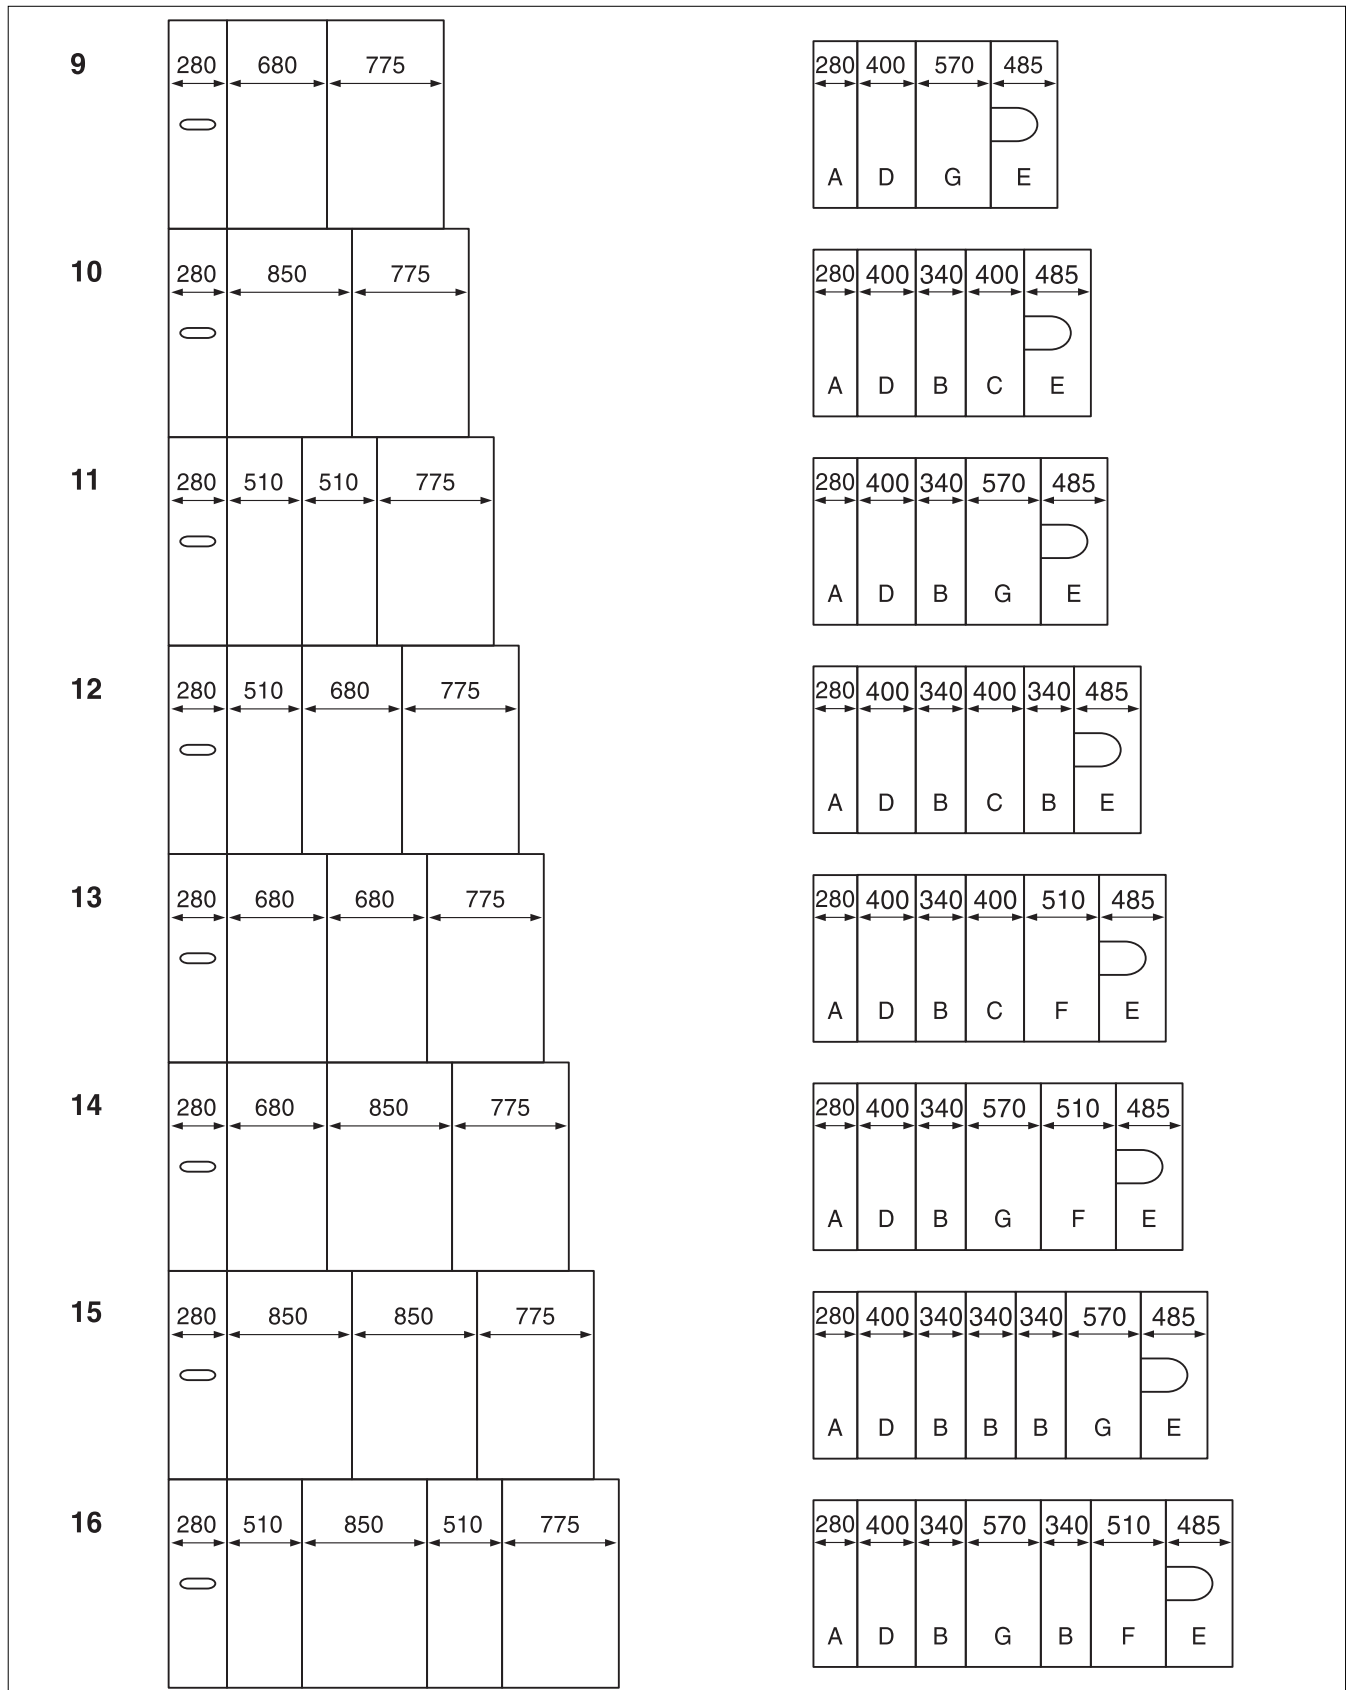 9
280 680 775
280 400 570 485
A D G E
10
280 850 775
280 400 340 400 485
A D B C E
11
280 510 510 775
280 400 340 570 485
A D B G E
12
280 510 680 775
280 400 340 400 340 485
A D B C B E
13
280 680 680 775
280 400 340 400 510 485
A D B C F E
14
280 680 850 775
280 400 340 570 510 485
A D B G F E
15
280 850 850 775
280 400 340 340 340 570 485
A D B B B G E
16
280 510 850 510 775
280 400 340 570 340 510 485
A D B G B F E